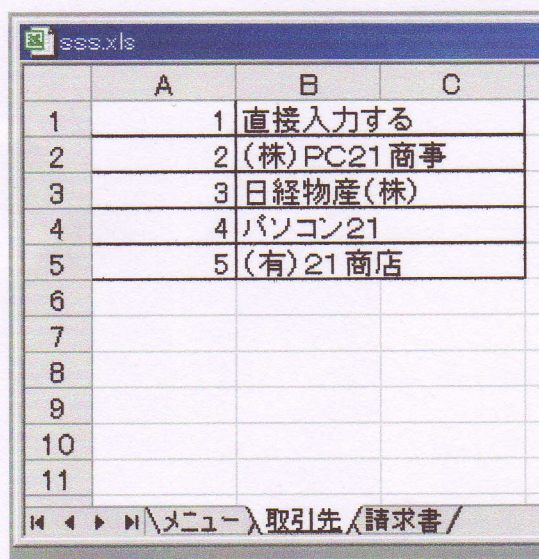 sss.xls
A B C
1 1 直接入力する
2 2 (株)PC21商事
3 3 日経物産(株)
4 4 パソコン21
5 5 (有)21商店
6
7
8
9
10
11
メニュー 取引先 請求書